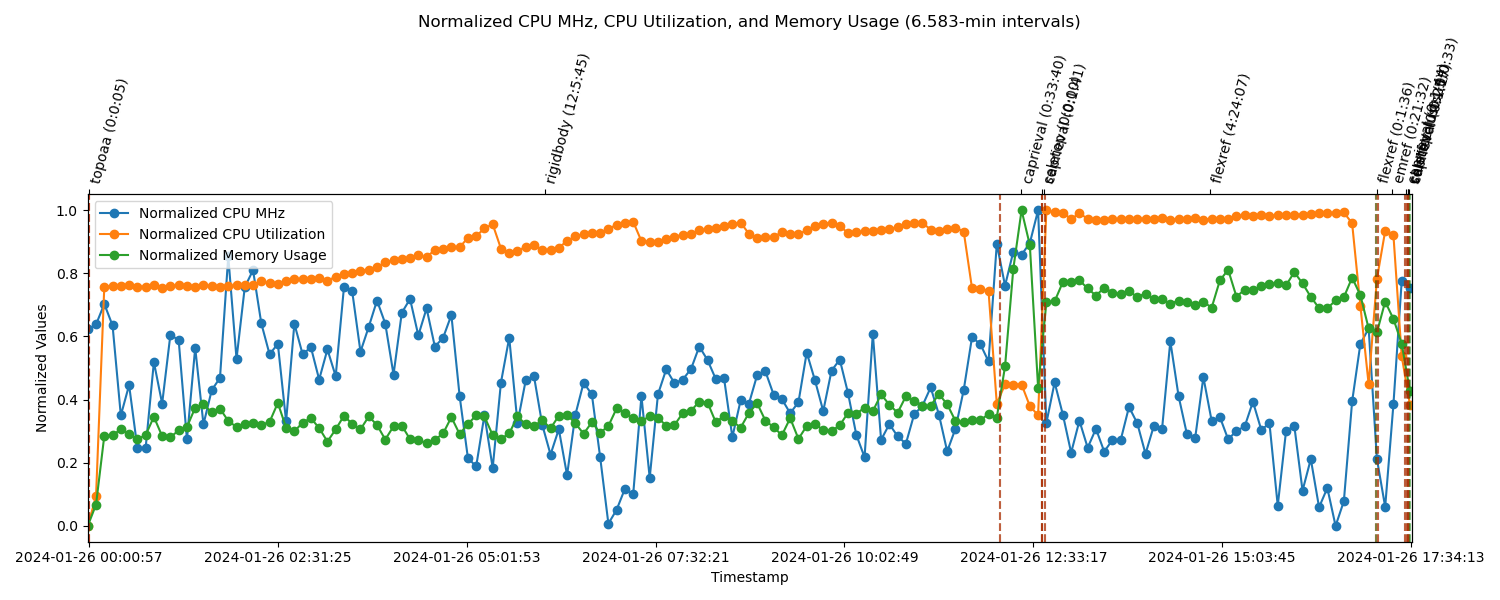 Normalized CPU MHz, CPU Utilization, and Memory Usage (6.583-min intervals)
topoaa (0:0:05)
rigidbody (12:5:45)
caprieval (0:33:40)
flexref (4:24:07)
flexref (0:1:36)
emref (0:21:32)
Normalized CPU MHz
Normalized CPU Utilization
Normalized Memory Usage
1.0
0.8
0.6
0.4
0.2
0.0
Normalized Values
2024-01-26 00:00:57
2024-01-26 02:31:25
2024-01-26 05:01:53
2024-01-26 07:32:21
2024-01-26 10:02:49
2024-01-26 12:33:17
2024-01-26 15:03:45
2024-01-26 17:34:13
Timestamp